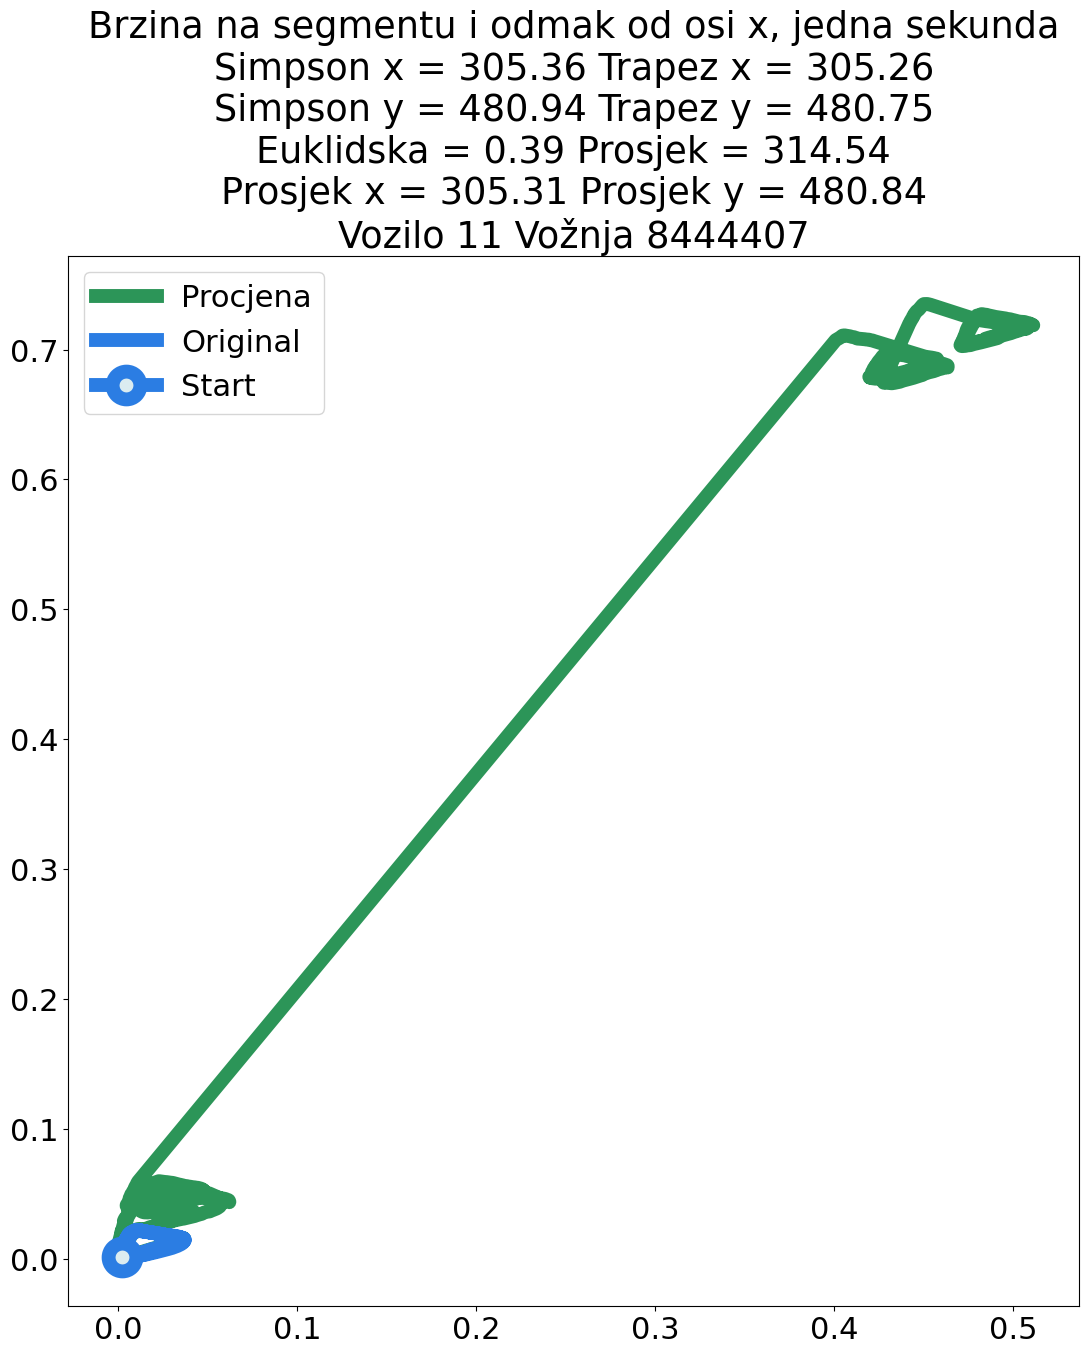 Brzina na segmentu i odmak od osi x, jedna sekunda
Simpson x = 305.36 Trapez x = 305.26
Simpson y = 480.94 Trapez y = 480.75
Euklidska = 0.39 Prosjek = 314.54
Prosjek x = 305.31 Prosjek y = 480.84
Vozilo 11 Vožnja 8444407
Procjena
Original
Start
0.7
0.6
0.5
0.4
0.3
0.2
0.1
0.0
0.0 0.1 0.2 0.3 0.4 0.5